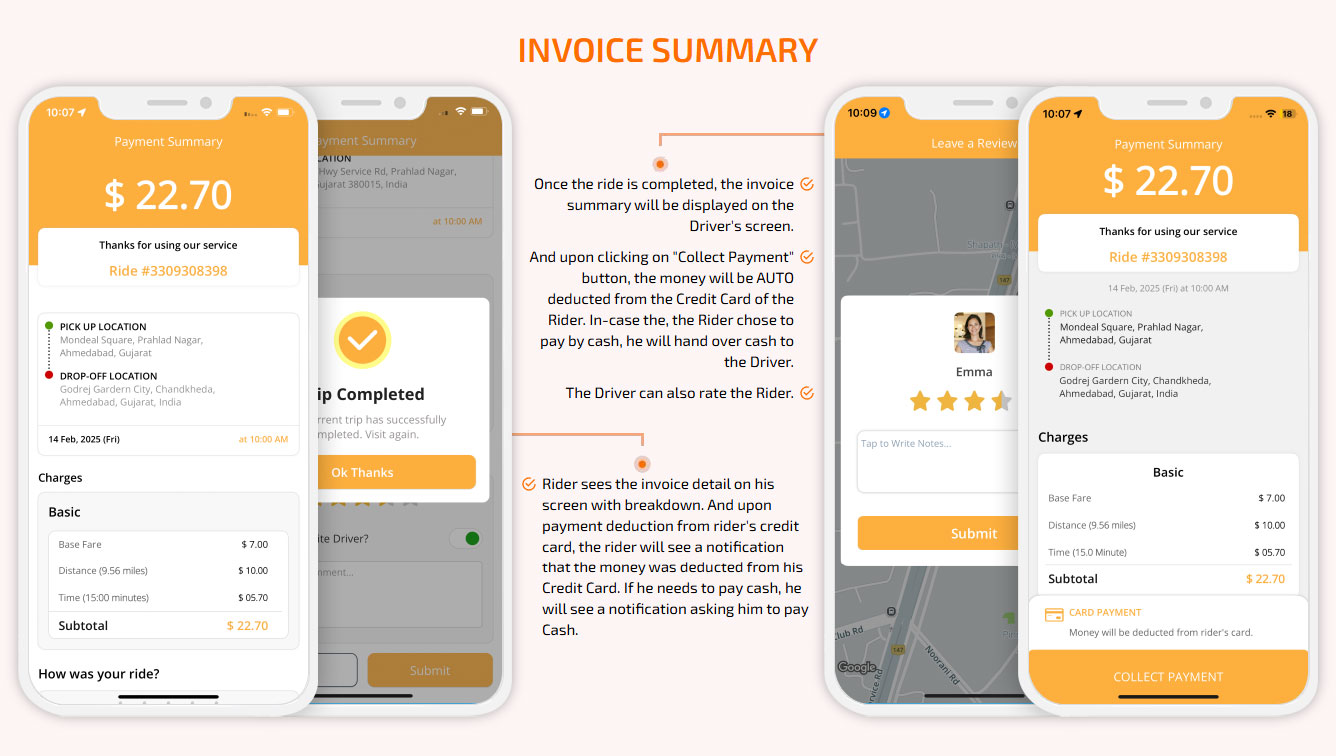 INVOICE SUMMARY
10:07
Payment Summary
$ 22.70
Thanks for using our service
Ride #3309308398
PICK UP LOCATION
Mondeal Square, Prahlad Nagar,
Ahmedabad, Gujarat
DROP-OFF LOCATION
Godrej Gardern City, Chandkheda,
Ahmedabad, Gujarat, India
14 Feb, 2025 (Fri) at 10:00 AM
Charges
Basic
Base Fare $ 7.00
Distance (9.56 miles) $ 10.00
Time (15:00 minutes) $ 05.70
Subtotal $ 22.70
How was your ride?
ayment Summary
CATION
Hwy Service Rd, Prahlad Nagar,
ujarat 380015, India
at 10:00 AM
ip Completed
rrent trip has successfully
mpleted. Visit again.
Ok Thanks
ite Driver?
mment...
Submit
Once the ride is completed, the invoice
summary will be displayed on the
Driver's screen.
And upon clicking on "Collect Payment"
button, the money will be AUTO
deducted from the Credit Card of the
Rider. In-case the, the Rider chose to
pay by cash, he will hand over cash to
the Driver.
The Driver can also rate the Rider.
Rider sees the invoice detail on his
screen with breakdown. And upon
payment deduction from rider's credit
card, the rider will see a notification
that the money was deducted from his
Credit Card. If he needs to pay cash, he
will see a notification asking him to pay
Cash.
10:09
Leave a Review
Shapath
147
Emma
Tap to Write Notes...
Submit
Club Rd
147
Noorani Rd
Google
rvice Rd
10:07
18
Payment Summary
$ 22.70
Thanks for using our service
Ride #3309308398
14 Feb, 2025 (Fri) at 10:00 AM
PICK UP LOCATION
Mondeal Square, Prahlad Nagar,
Ahmedabad, Gujarat
DROP-OFF LOCATION
Godrej Gardern City, Chandkheda,
Ahmedabad, Gujarat, India
Charges
Basic
Base Fare $ 7.00
Distance (9.56 miles) $ 10.00
Time (15.0 Minute) $ 05.70
Subtotal $ 22.70
CARD PAYMENT
Money will be deducted from rider's card.
COLLECT PAYMENT